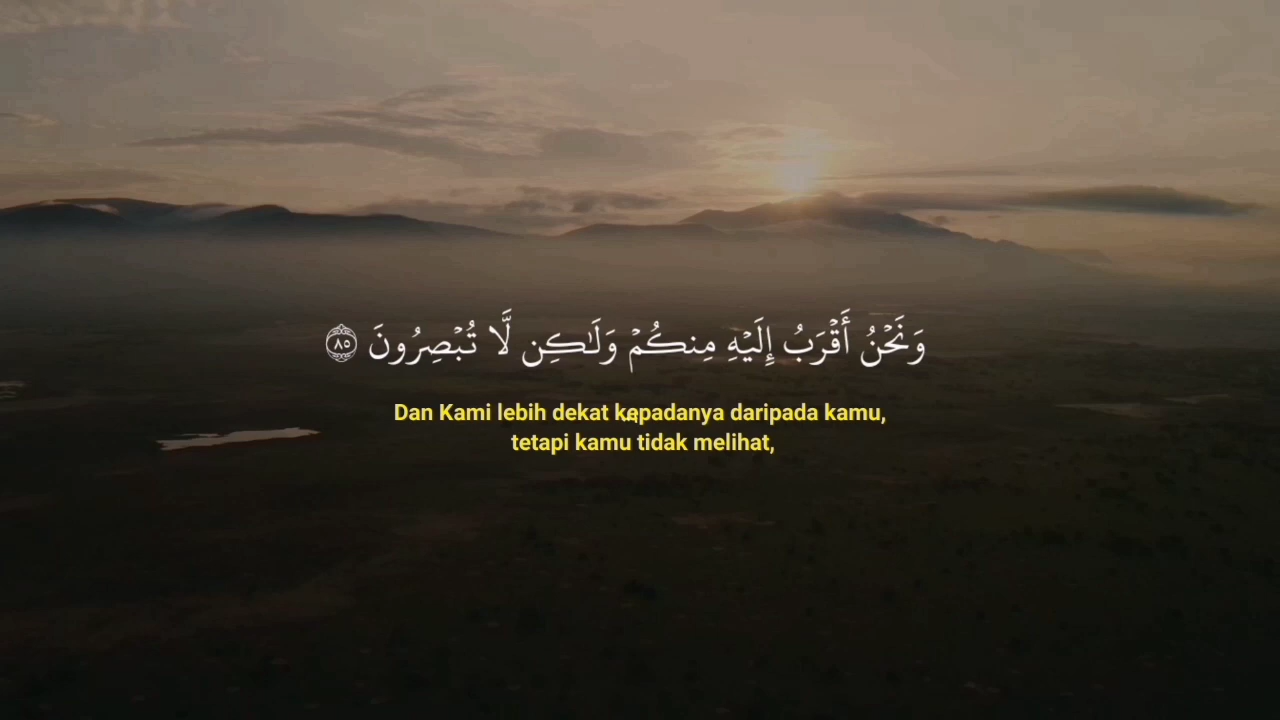 وَنَحْنُ أَقْرَبُ إِلَيْهِ مِنكُمْ وَلَٰكِن لَّا تُبْصِرُونَ ٨٥
Dan Kami lebih dekat kepadanya daripada kamu,
tetapi kamu tidak melihat,